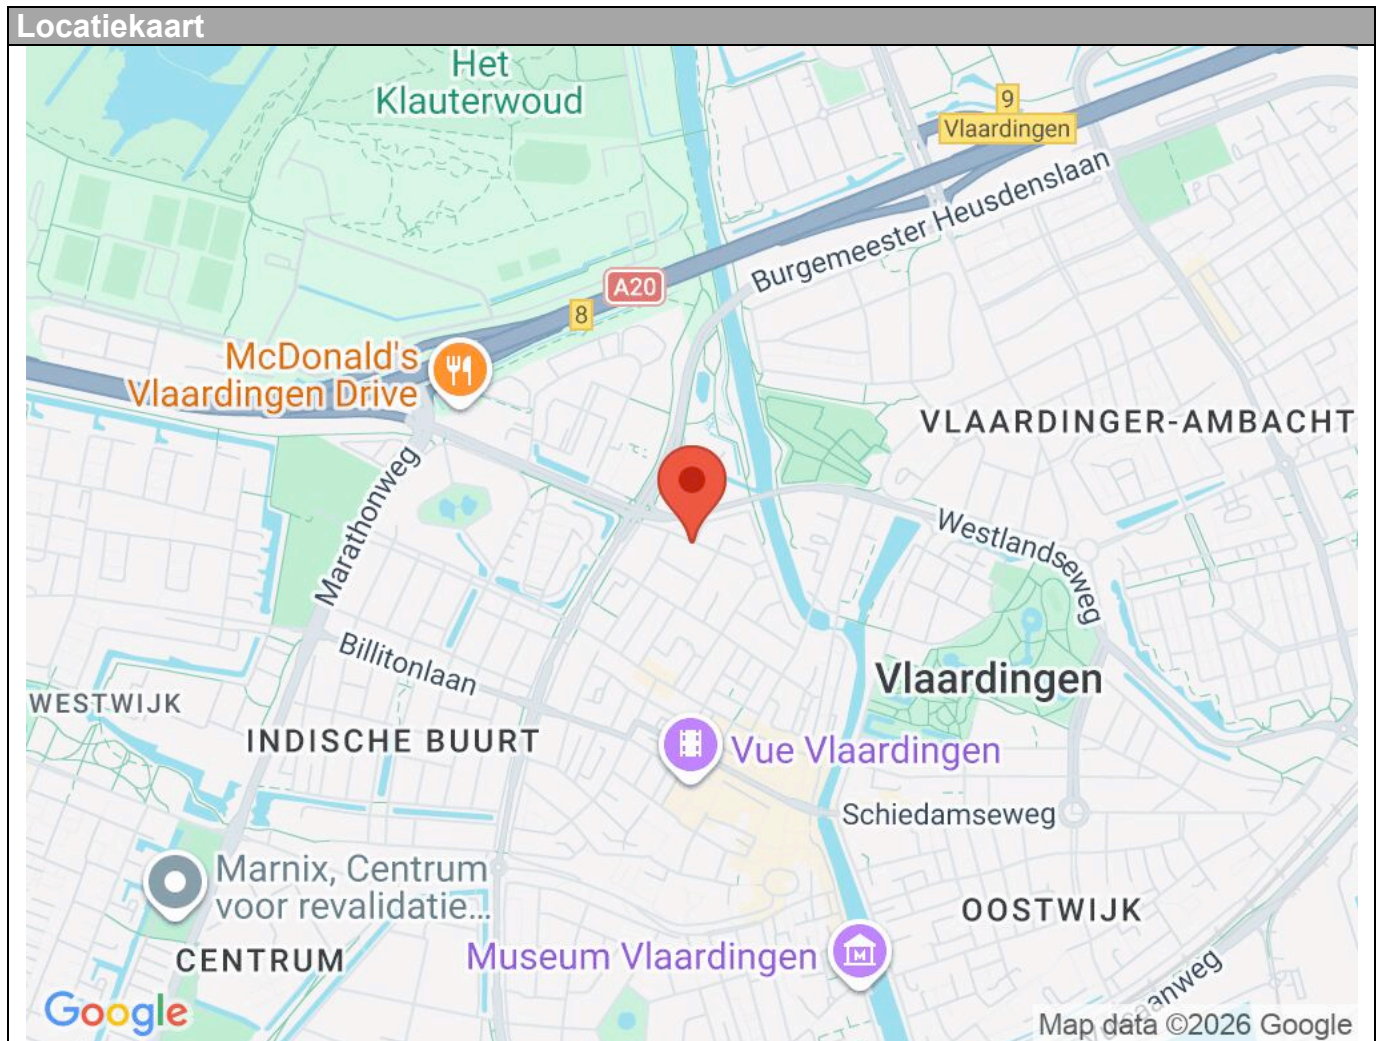 Locatiekaart
Het
Klauterwoud
9
Vlaardingen
Burgemeester Heusdenslaan
A20
8
McDonald's
Vlaardingen Drive
VLAARDINGER-AMBACHT
Marathonweg
Westlandseweg
Billitonlaan
Vlaardingen
WESTWIJK
INDISCHE BUURT
Vue Vlaardingen
Schiedamseweg
Marnix, Centrum
voor revalidatie...
OOSTWIJK
CENTRUM
Museum Vlaardingen
Google
Map data ©2026 Google